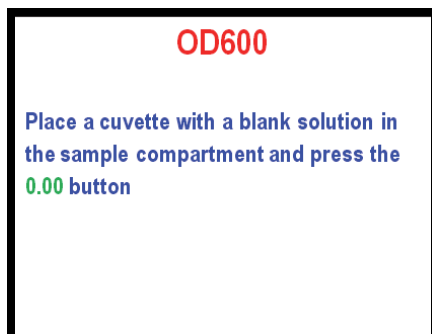 OD600
Place a cuvette with a blank solution in
the sample compartment and press the
0.00 button